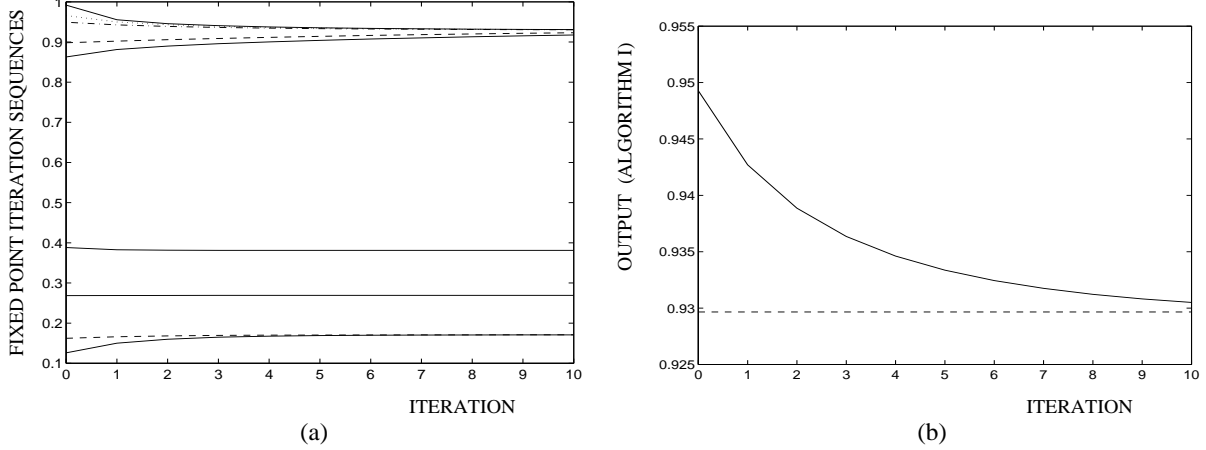 FIXED POINT ITERATION SEQUENCES
1
0.9
0.8
0.7
0.6
0.5
0.4
0.3
0.2
0.1
0 1 2 3 4 5 6 7 8 9 10
ITERATION
(a)
OUTPUT (ALGORITHM I)
0.955
0.95
0.945
0.94
0.935
0.93
0.925
0 1 2 3 4 5 6 7 8 9 10
ITERATION
(b)